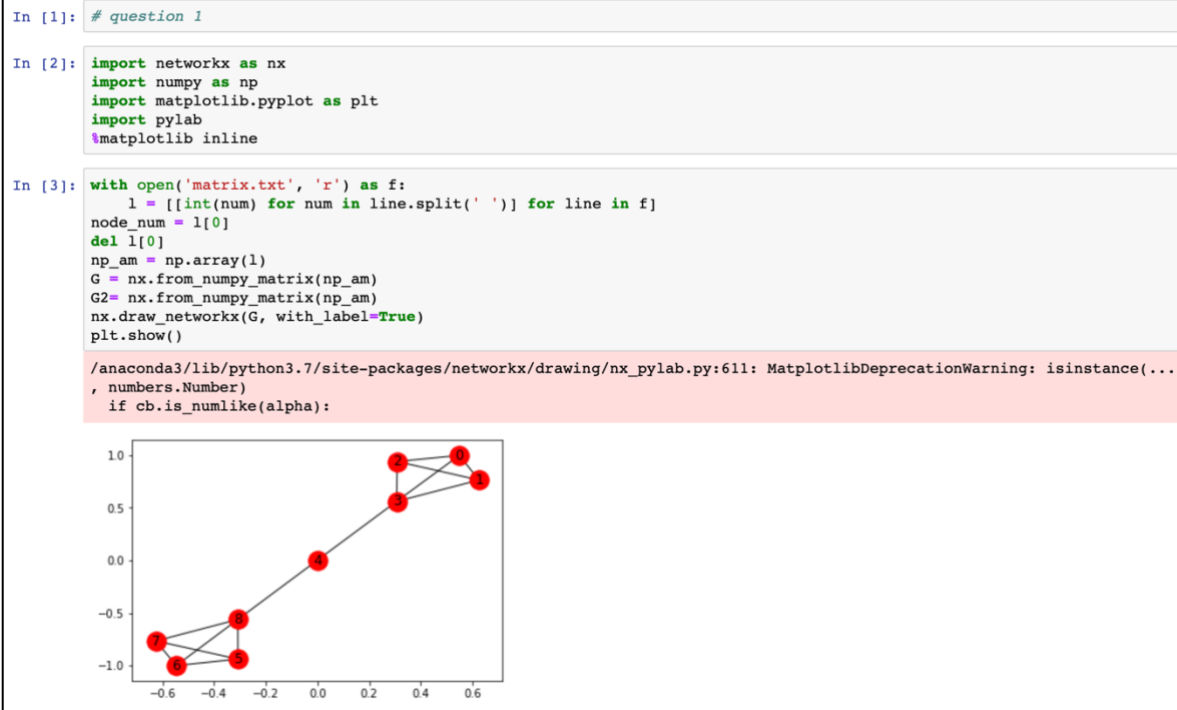 In [1]: # question 1
In [2]: import networkx as nx
import numpy as np
import matplotlib.pyplot as plt
import pylab
%matplotlib inline
In [3]: with open('matrix.txt', 'r') as f:
    l = [[int(num) for num in line.split(' ')] for line in f]
node_num = l[0]
del l[0]
np_am = np.array(l)
G = nx.from_numpy_matrix(np_am)
G2= nx.from_numpy_matrix(np_am)
nx.draw_networkx(G, with_label=True)
plt.show()
/anaconda3/lib/python3.7/site-packages/networkx/drawing/nx_pylab.py:611: MatplotlibDeprecationWarning: isinstance(...
, numbers.Number)
  if cb.is_numlike(alpha):
1.0
0.5
0.0
−0.5
−1.0
2
0
1
3
4
8
7
6
5
−0.6 −0.4 −0.2 0.0 0.2 0.4 0.6